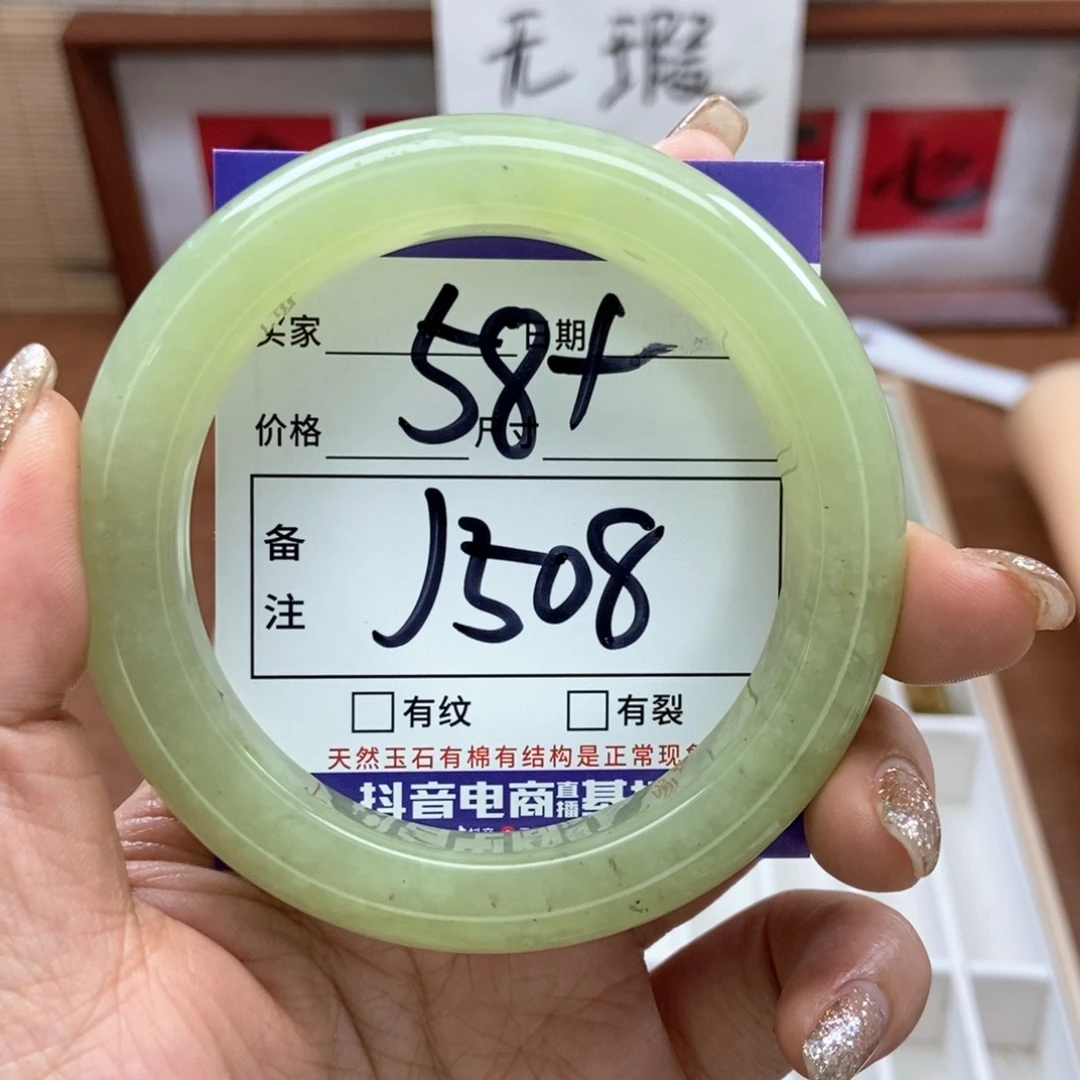 无瑕
心
买家 日期
58+
价格 尺寸
备注
1508
有纹 有裂
天然玉石有棉有结构是正常现
抖音电商直播基